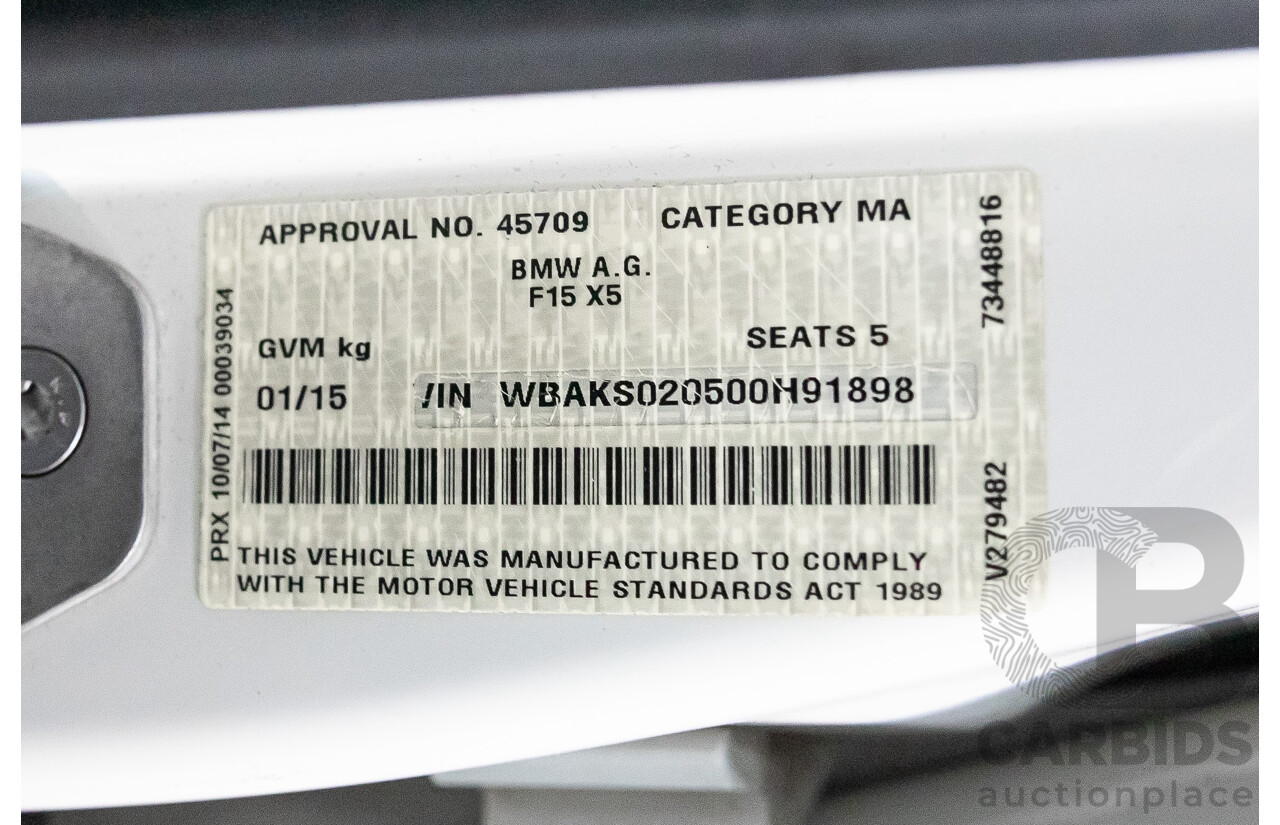 APPROVAL NO. 45709 CATEGORY MA
BMW A.G.
F15 X5
GVM kg SEATS 5
01/15 /IN WBAKS020500H91898
THIS VEHICLE WAS MANUFACTURED TO COMPLY
WITH THE MOTOR VEHICLE STANDARDS ACT 1989
PRX 10/07/14 00039034
73448816
V279482
CARBIDS
auctionplace